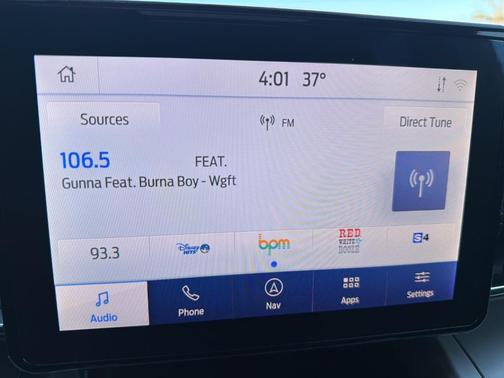 4:01 37°
Sources FM Direct Tune
106.5 FEAT.
Gunna Feat. Burna Boy - Wgft
93.3 Disney HITS bpm RED WHITE & BOOZE S4
Audio Phone Nav Apps Settings